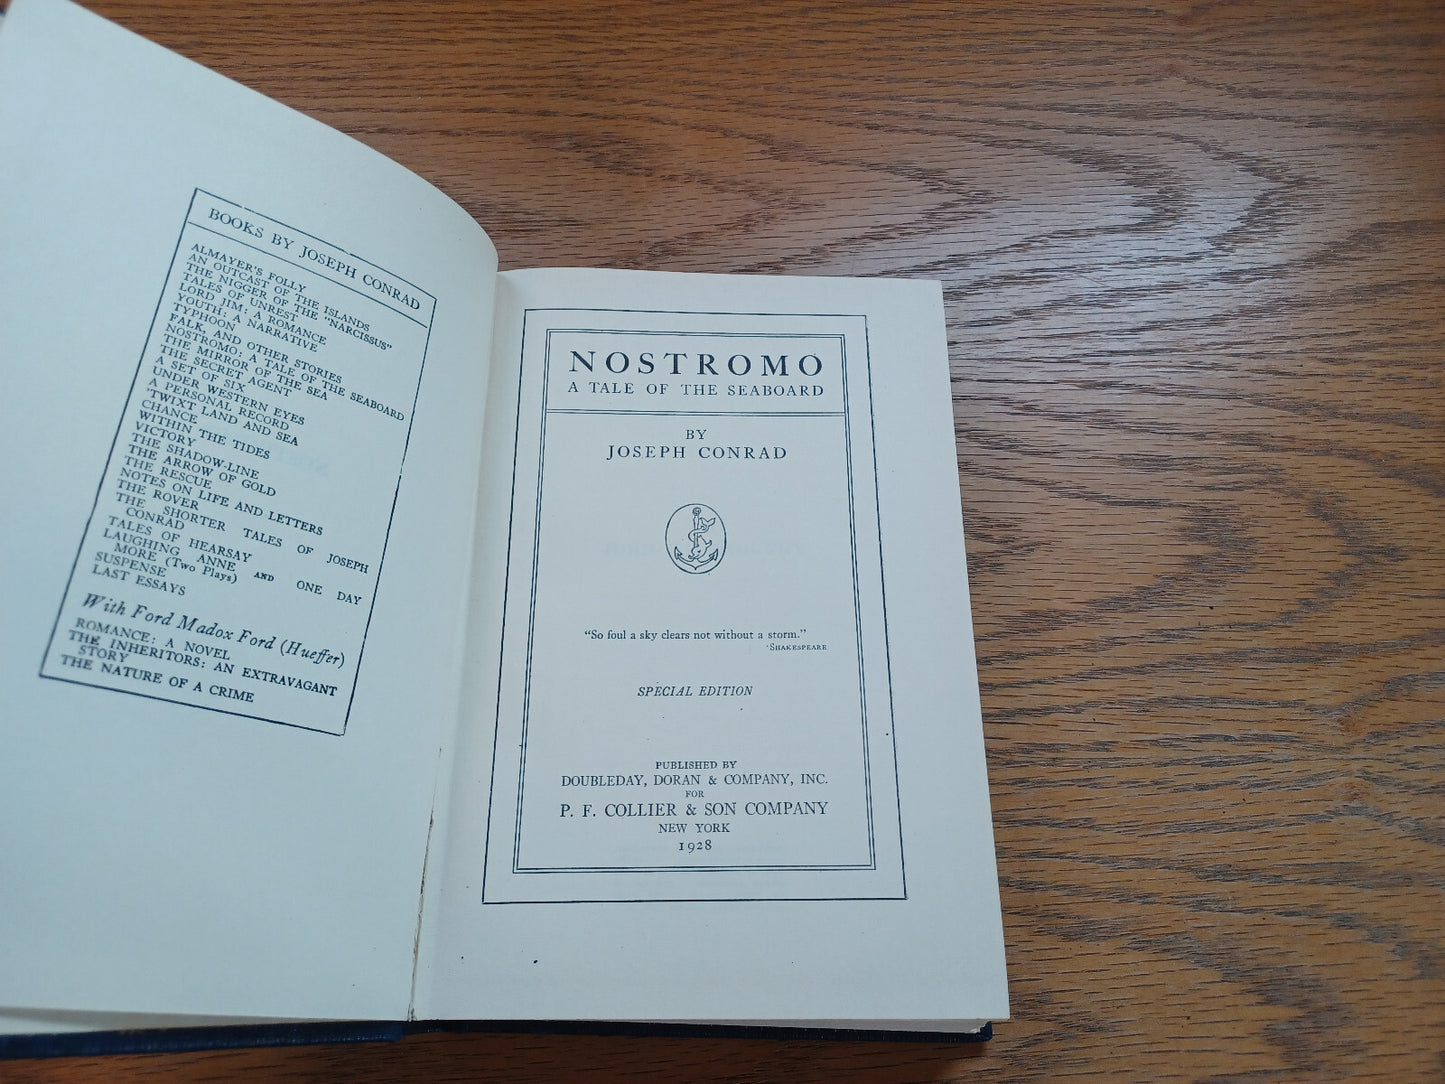 BOOKS BY JOSEPH CONRAD
ALMAYER'S FOLLY
AN OUTCAST OF THE ISLANDS
THE NIGGER OF THE "NARCISSUS"
TALES OF UNREST
LORD JIM: A ROMANCE
YOUTH: A NARRATIVE
TYPHOON
FALK, AND OTHER STORIES
NOSTROMO: A TALE OF THE SEABOARD
THE MIRROR OF THE SEA
THE SECRET AGENT
A SET OF SIX
UNDER WESTERN EYES
A PERSONAL RECORD
'TWIXT LAND AND SEA
CHANCE
WITHIN THE TIDES
VICTORY
THE SHADOW-LINE
THE ARROW OF GOLD
THE RESCUE
NOTES ON LIFE AND LETTERS
THE ROVER
THE SHORTER TALES OF JOSEPH
CONRAD
TALES OF HEARSAY
LAUGHING ANNE AND ONE DAY
MORE (Two Plays)
SUSPENSE
LAST ESSAYS
With Ford Madox Ford (Hueffer)
ROMANCE: A NOVEL
THE INHERITORS: AN EXTRAVAGANT
STORY
THE NATURE OF A CRIME
NOSTROMO
A TALE OF THE SEABOARD
BY
JOSEPH CONRAD
"So foul a sky clears not without a storm."
SHAKESPEARE
SPECIAL EDITION
PUBLISHED BY
DOUBLEDAY, DORAN & COMPANY, INC.
FOR
P. F. COLLIER & SON COMPANY
NEW YORK
1928